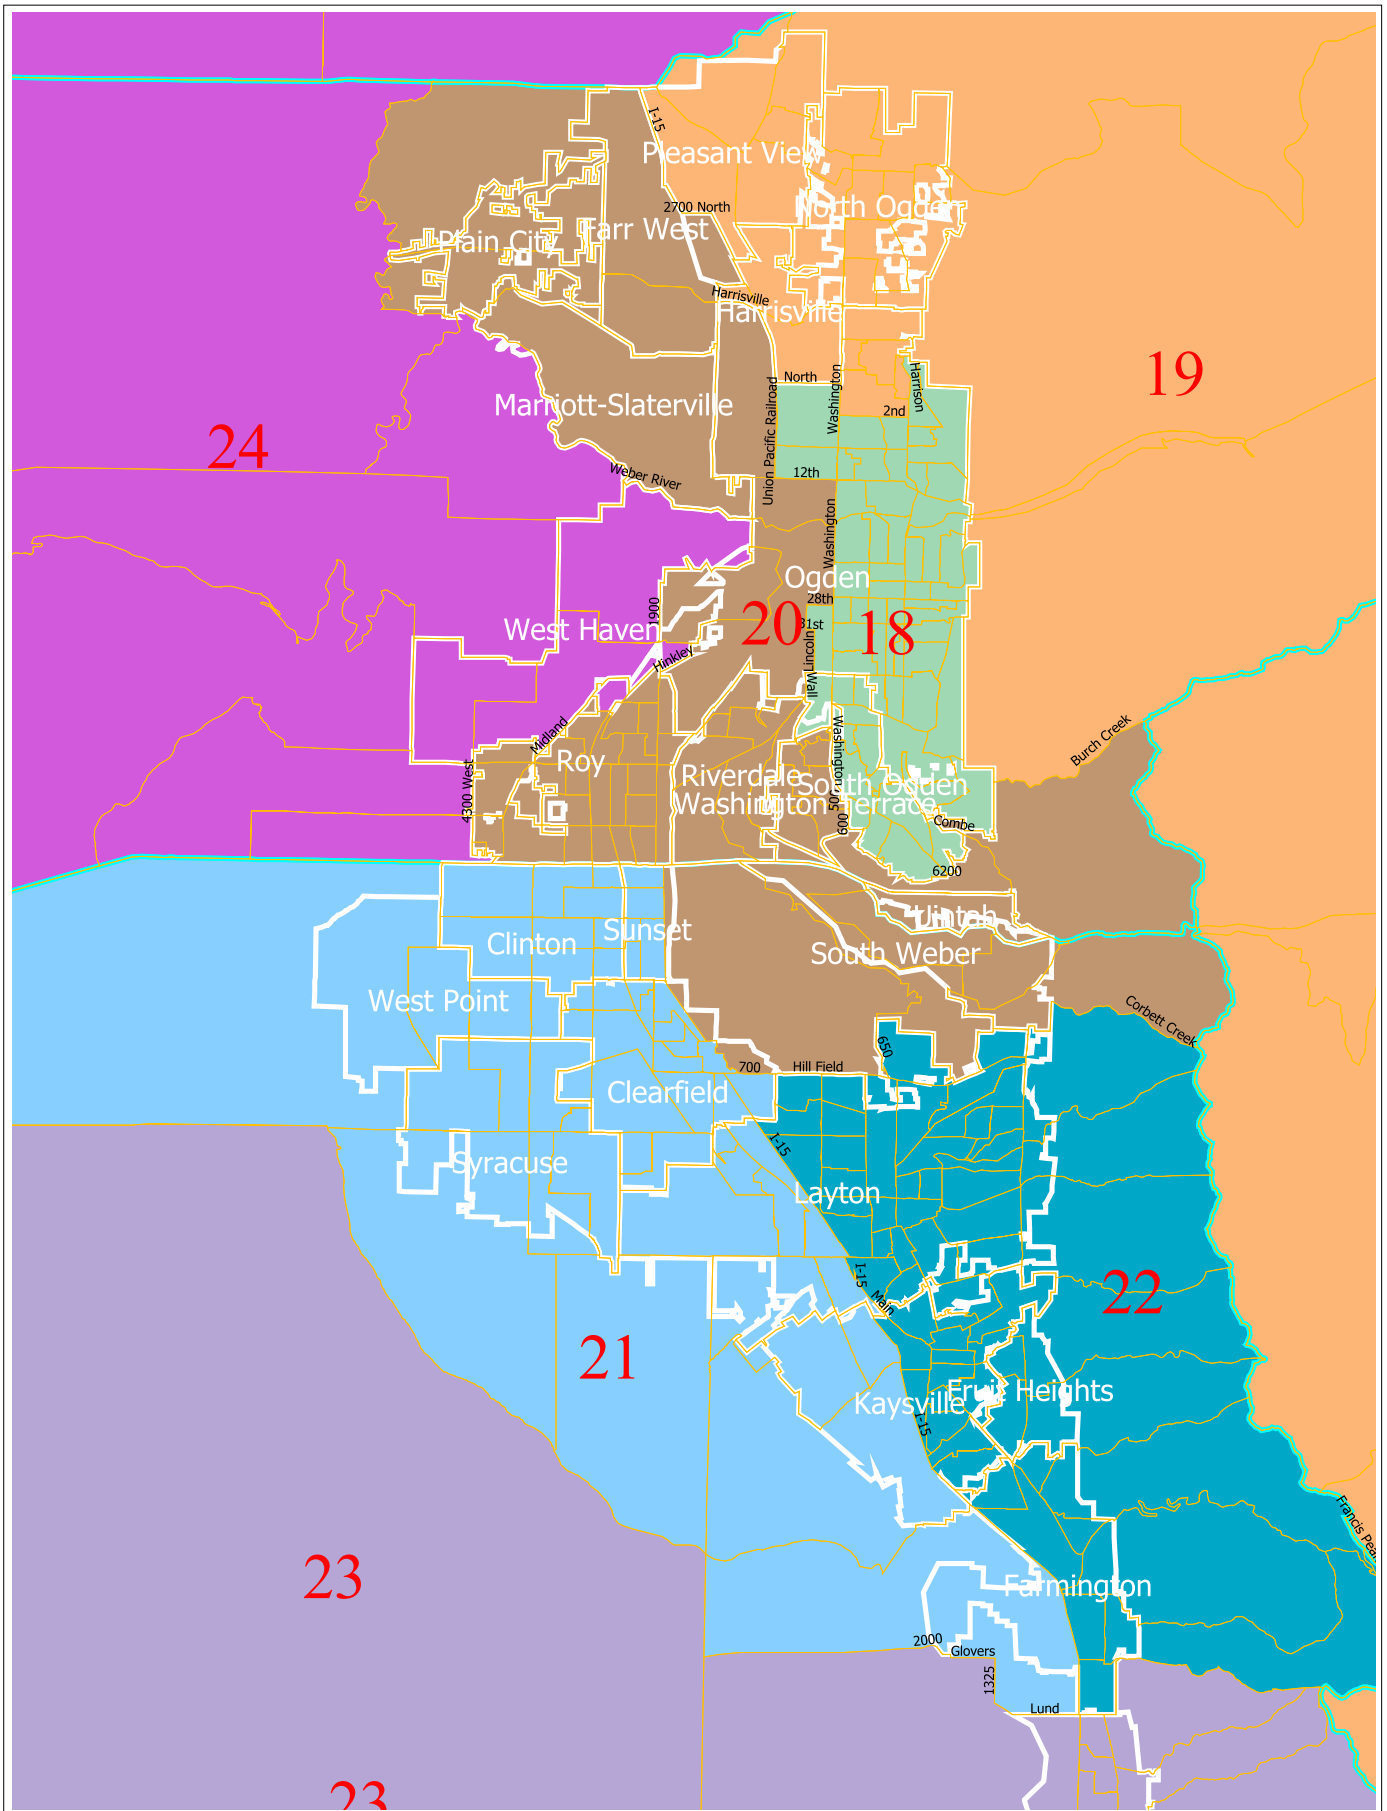 I-15
Pleasant View
2700 North
North Ogden
Farr West
Plain City
Harrisville
Harrisville
19
North
Harrison
Union Pacific Railroad
Washington
2nd
Marriott-Slaterville
24
Weber River
12th
Washington
Ogden
28th
20
31st
18
1900
West Haven
Lincoln
Hinkley
Wall
Midland
Washington
Burch Creek
Roy
Riverdale
South Ogden
4300 West
Washington Terrace
500
600
Combe
6200
Uintah
Sunset
Clinton
South Weber
West Point
Corbett Creek
650
700
Hill Field
Clearfield
I-15
Syracuse
Layton
I-15
Main
22
21
Fruit Heights
Kaysville
I-15
Francis Peak
23
Farmington
2000
Glovers
1325
Lund
23